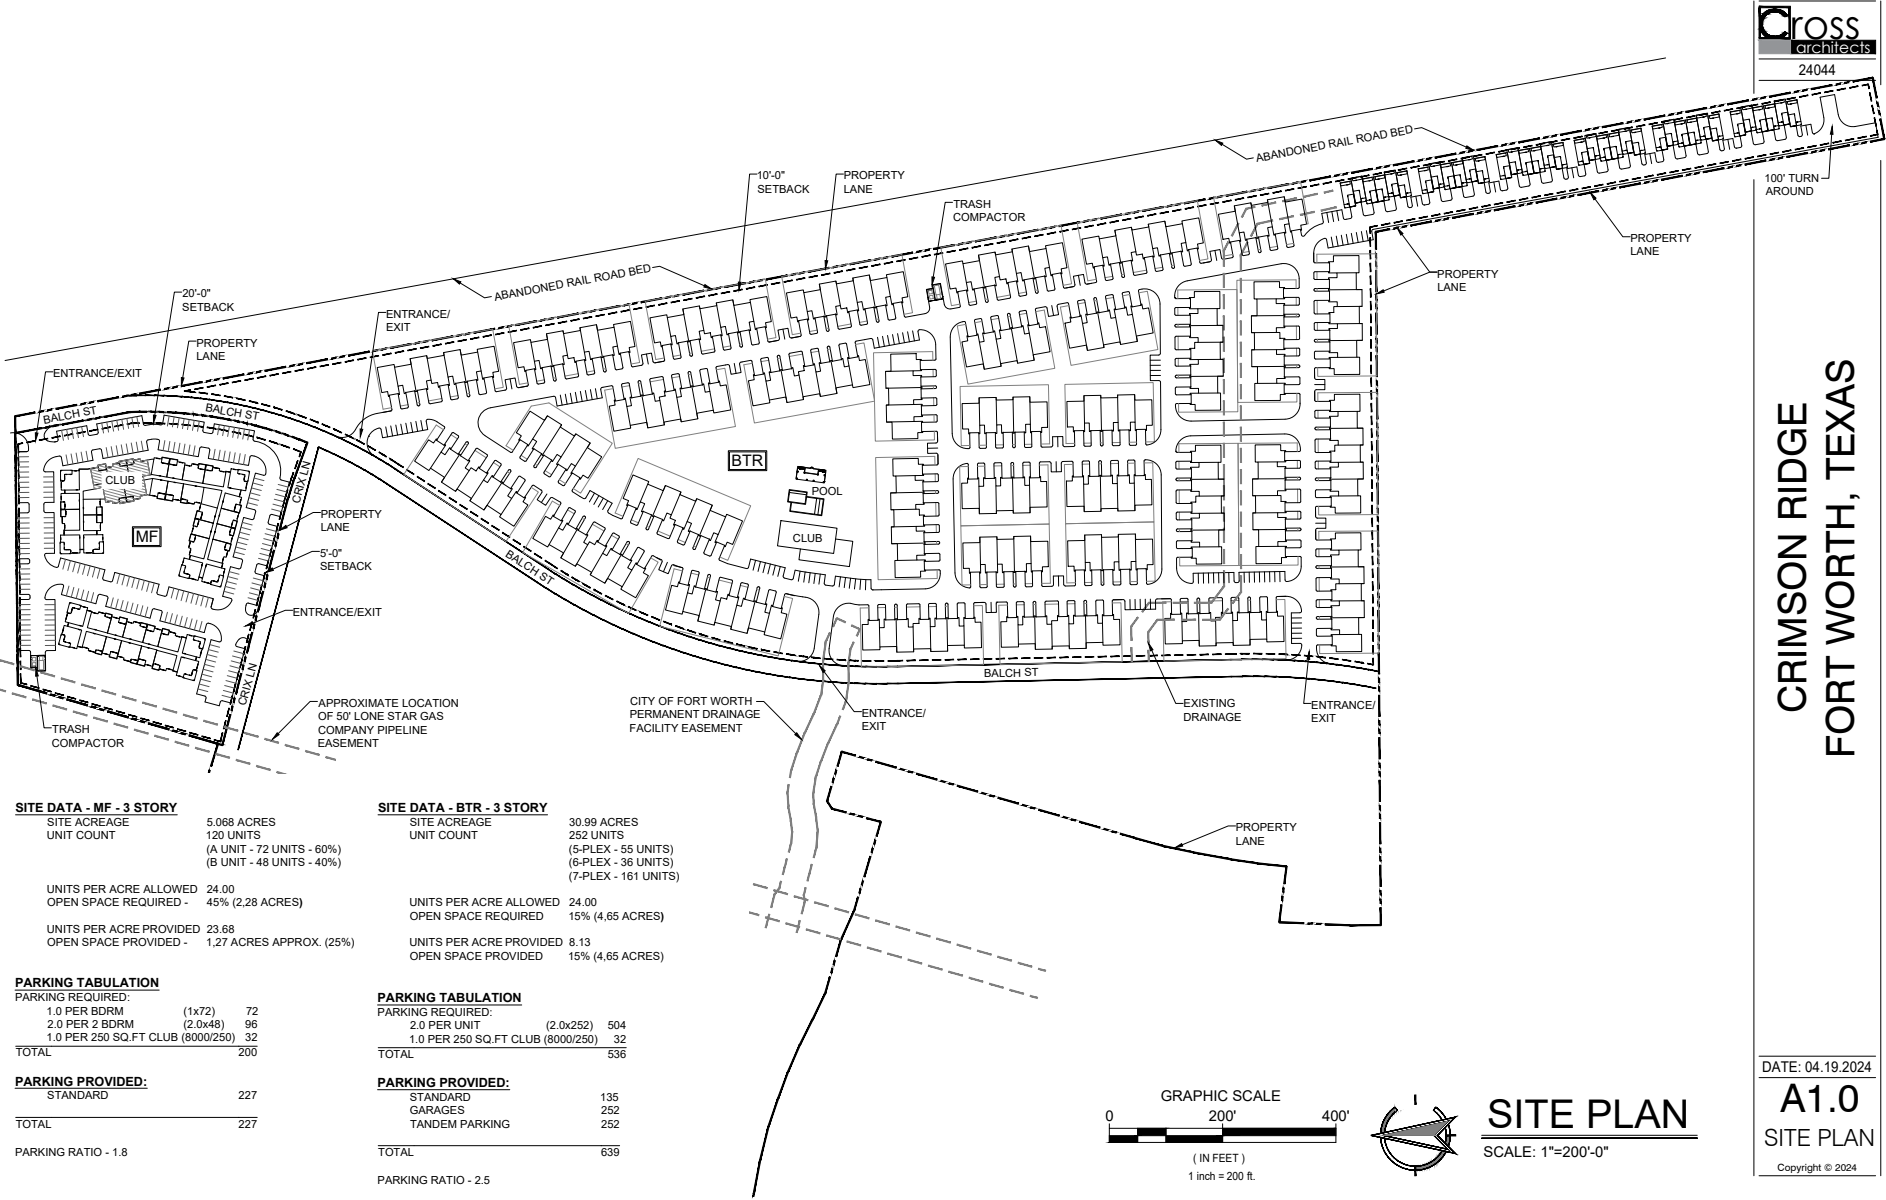 Cross
architects
24044
ABANDONED RAIL ROAD BED
100' TURN
AROUND
10'-0"
SETBACK
PROPERTY
LANE
TRASH
COMPACTOR
PROPERTY
LANE
PROPERTY
LANE
ABANDONED RAIL ROAD BED
20'-0"
SETBACK
ENTRANCE/
EXIT
PROPERTY
LANE
ENTRANCE/EXIT
BALCH ST
BALCH ST
CRIX LN
CLUB
MF
PROPERTY
LANE
5'-0"
SETBACK
ENTRANCE/EXIT
CRIX LN
BTR
POOL
CLUB
BALCH ST
BALCH ST
TRASH
COMPACTOR
APPROXIMATE LOCATION
OF 50' LONE STAR GAS
COMPANY PIPELINE
EASEMENT
CITY OF FORT WORTH
PERMANENT DRAINAGE
FACILITY EASEMENT
ENTRANCE/
EXIT
EXISTING
DRAINAGE
ENTRANCE/
EXIT
PROPERTY
LANE
CRIMSON RIDGE
FORT WORTH, TEXAS
SITE DATA - MF - 3 STORY
SITE ACREAGE 5.068 ACRES
UNIT COUNT 120 UNITS
(A UNIT - 72 UNITS - 60%)
(B UNIT - 48 UNITS - 40%)
UNITS PER ACRE ALLOWED 24.00
OPEN SPACE REQUIRED - 45% (2,28 ACRES)
UNITS PER ACRE PROVIDED 23.68
OPEN SPACE PROVIDED - 1,27 ACRES APPROX. (25%)
PARKING TABULATION
PARKING REQUIRED:
1.0 PER BDRM (1x72) 72
2.0 PER 2 BDRM (2.0x48) 96
1.0 PER 250 SQ.FT CLUB (8000/250) 32
TOTAL 200
PARKING PROVIDED:
STANDARD 227
TOTAL 227
PARKING RATIO - 1.8
SITE DATA - BTR - 3 STORY
SITE ACREAGE 30.99 ACRES
UNIT COUNT 252 UNITS
(5-PLEX - 55 UNITS)
(6-PLEX - 36 UNITS)
(7-PLEX - 161 UNITS)
UNITS PER ACRE ALLOWED 24.00
OPEN SPACE REQUIRED 15% (4,65 ACRES)
UNITS PER ACRE PROVIDED 8.13
OPEN SPACE PROVIDED 15% (4,65 ACRES)
PARKING TABULATION
PARKING REQUIRED:
2.0 PER UNIT (2.0x252) 504
1.0 PER 250 SQ.FT CLUB (8000/250) 32
TOTAL 536
PARKING PROVIDED:
STANDARD 135
GARAGES 252
TANDEM PARKING 252
TOTAL 639
PARKING RATIO - 2.5
GRAPHIC SCALE
0 200' 400'
( IN FEET )
1 inch = 200 ft.
SITE PLAN
SCALE: 1"=200'-0"
DATE: 04.19.2024
A1.0
SITE PLAN
Copyright © 2024